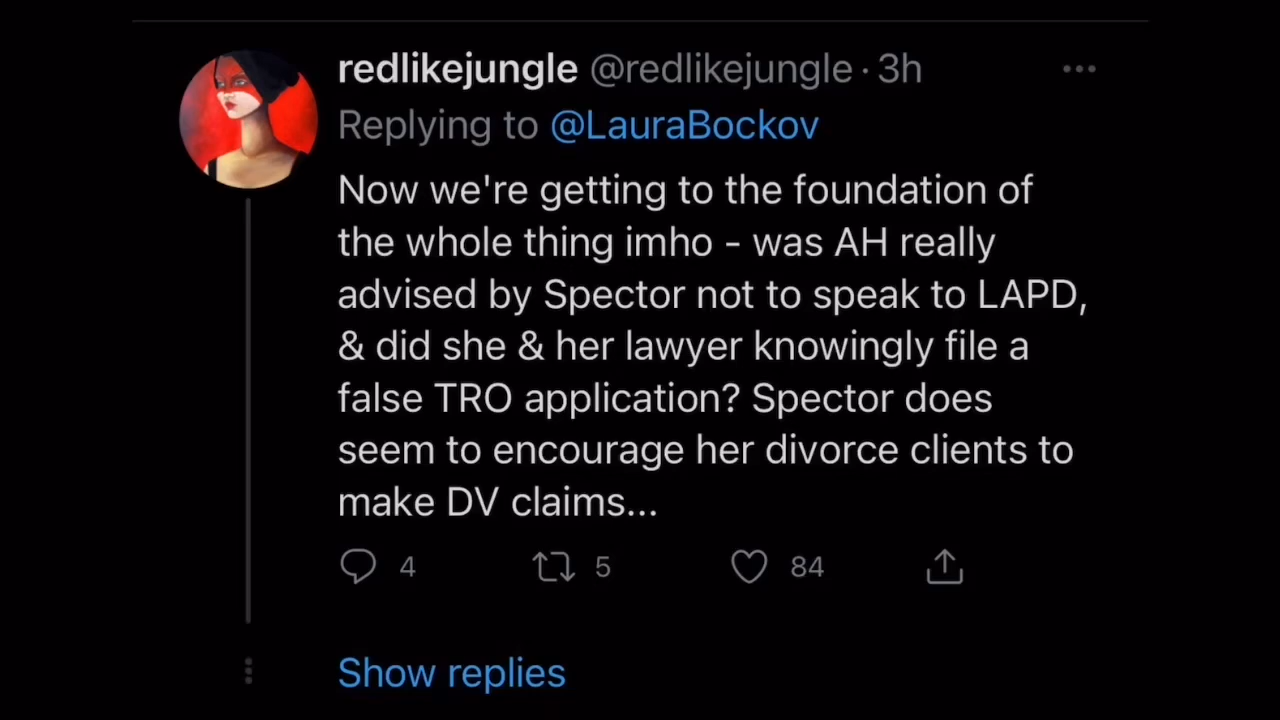 redlikejungle @redlikejungle · 3h
Replying to @LauraBockov
Now we're getting to the foundation of
the whole thing imho - was AH really
advised by Spector not to speak to LAPD,
& did she & her lawyer knowingly file a
false TRO application? Spector does
seem to encourage her divorce clients to
make DV claims...
4 5 84
Show replies